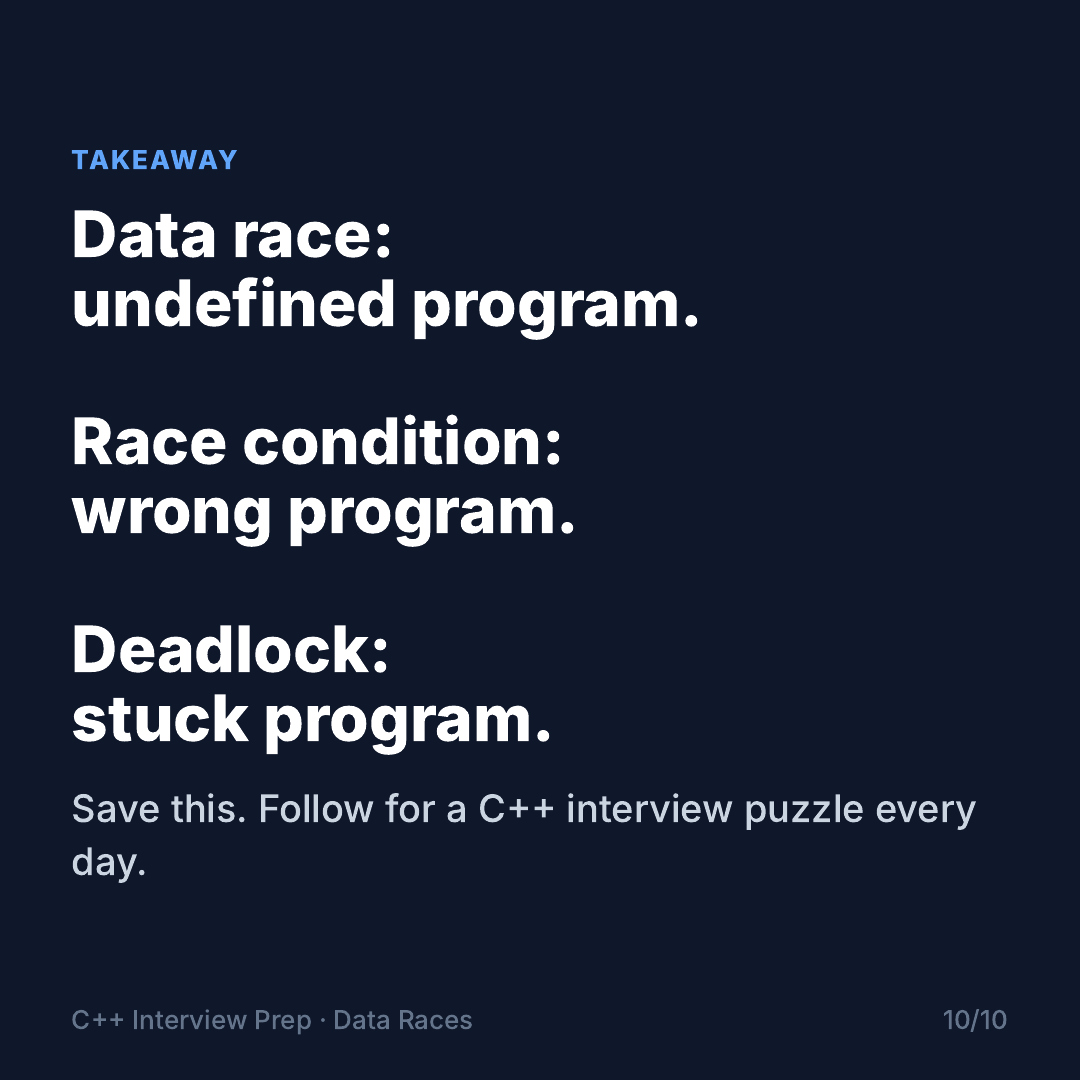 TAKEAWAY
Data race:
undefined program.
Race condition:
wrong program.
Deadlock:
stuck program.
Save this. Follow for a C++ interview puzzle every
day.
C++ Interview Prep · Data Races
10/10